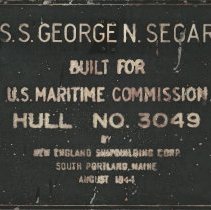 S.S. GEORGE N. SEGAR
BUILT FOR
U.S. MARITIME COMMISSION
HULL NO. 3049
BY
NEW ENGLAND SHIPBUILDING CORP.
SOUTH PORTLAND, MAINE
AUGUST 1944